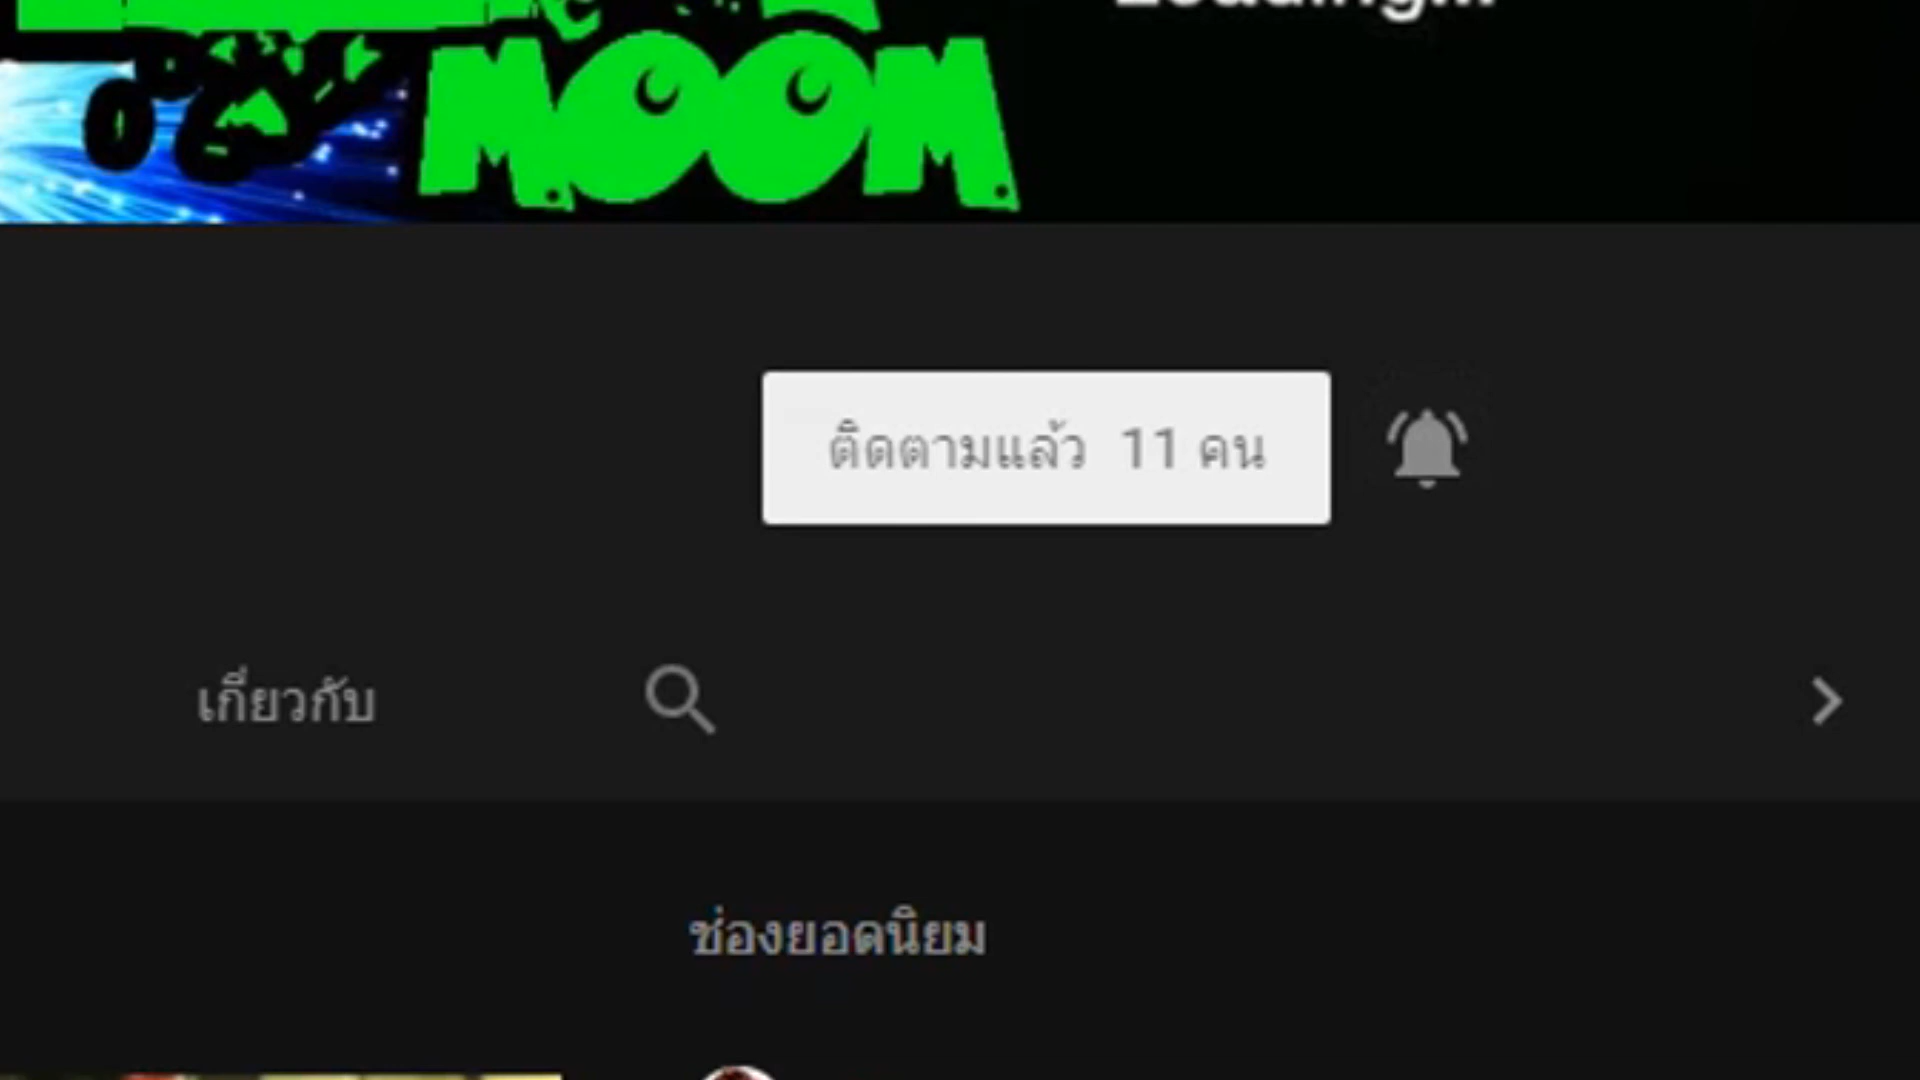 Loading...
MOOM
ติดตามแล้ว 11 คน
เกี่ยวกับ
ช่องยอดนิยม